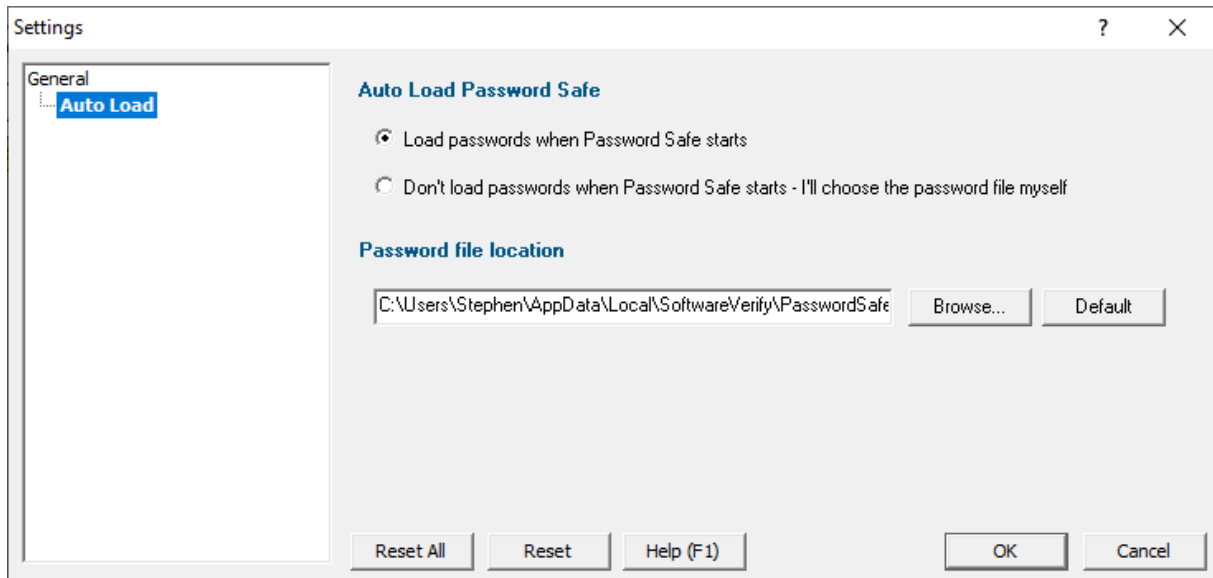 Settings
?
General
Auto Load
Auto Load Password Safe
Load passwords when Password Safe starts
Don't load passwords when Password Safe starts - I'll choose the password file myself
Password file location
C:\Users\Stephen\AppData\Local\SoftwareVerify\PasswordSafe
Browse...
Default
Reset All
Reset
Help (F1)
OK
Cancel